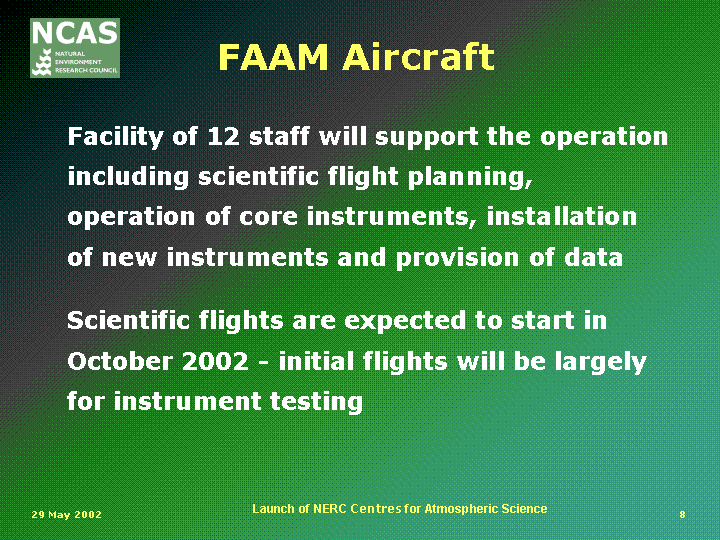 NCAS
NATURAL
ENVIRONMENT
RESEARCH COUNCIL
FAAM Aircraft
Facility of 12 staff will support the operation
including scientific flight planning,
operation of core instruments, installation
of new instruments and provision of data
Scientific flights are expected to start in
October 2002 - initial flights will be largely
for instrument testing
29 May 2002
Launch of NERC Centres for Atmospheric Science
8